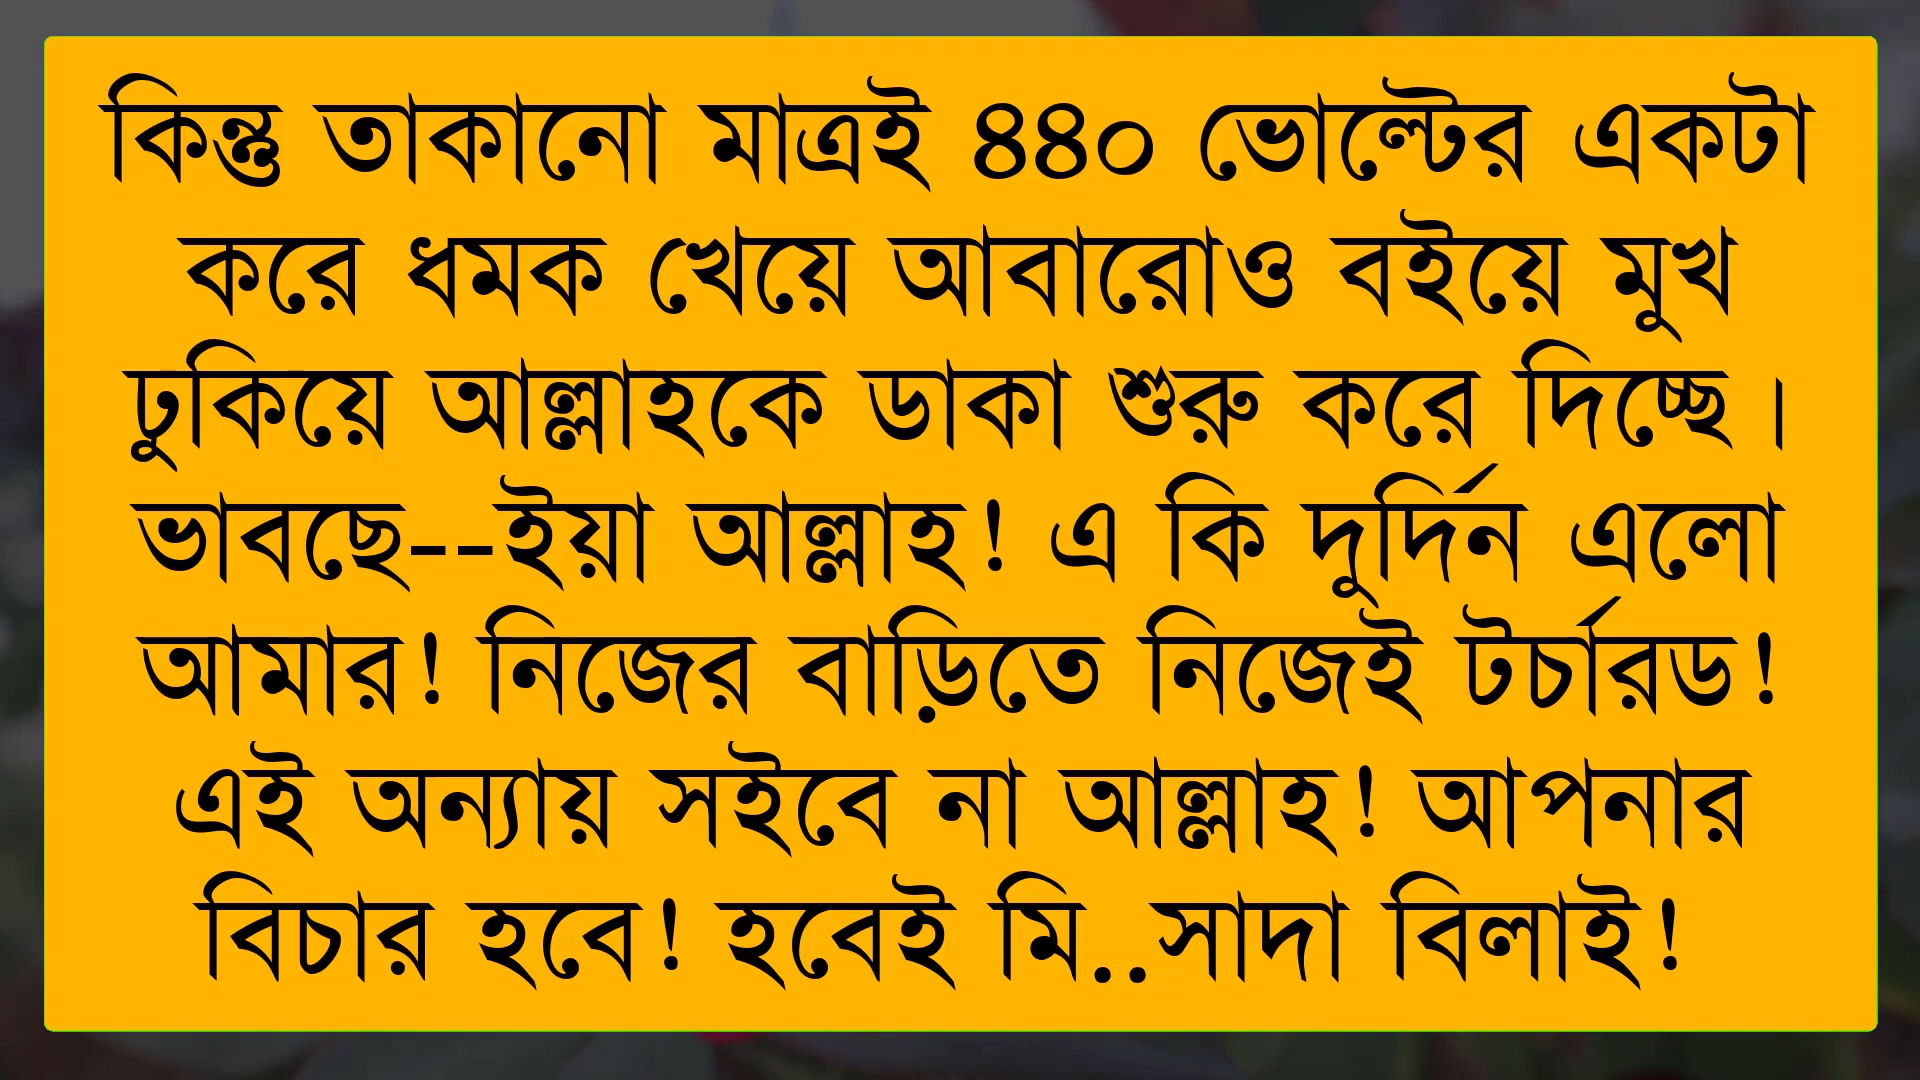 কিন্তু তাকানো মাত্রই ৪৪০ ভোল্টের একটা
করে ধমক খেয়ে আবারোও বইয়ে মুখ
ঢুকিয়ে আল্লাহকে ডাকা শুরু করে দিচ্ছে।
ভাবছে--ইয়া আল্লাহ! এ কি দুর্দিন এলো
আমার! নিজের বাড়িতে নিজেই টর্চারড!
এই অন্যায় সইবে না আল্লাহ! আপনার
বিচার হবে! হবেই মি..সাদা বিলাই!